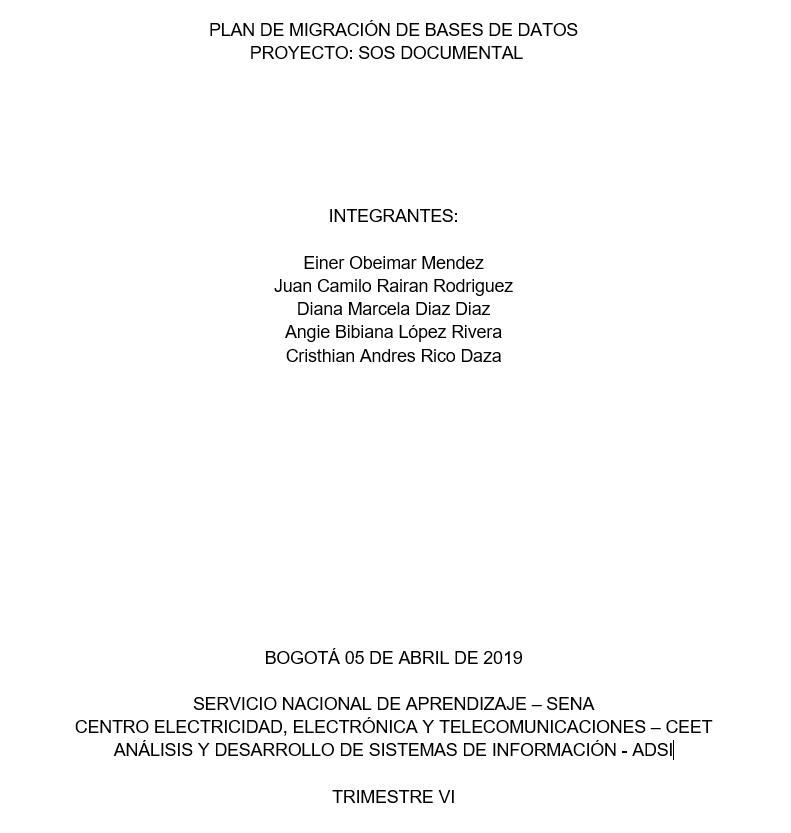 PLAN DE MIGRACIÓN DE BASES DE DATOS
PROYECTO: SOS DOCUMENTAL
INTEGRANTES:
Einer Obeimar Mendez
Juan Camilo Rairan Rodriguez
Diana Marcela Diaz Diaz
Angie Bibiana López Rivera
Cristhian Andres Rico Daza
BOGOTÁ 05 DE ABRIL DE 2019
SERVICIO NACIONAL DE APRENDIZAJE – SENA
CENTRO ELECTRICIDAD, ELECTRÓNICA Y TELECOMUNICACIONES – CEET
ANÁLISIS Y DESARROLLO DE SISTEMAS DE INFORMACIÓN - ADSI
TRIMESTRE VI